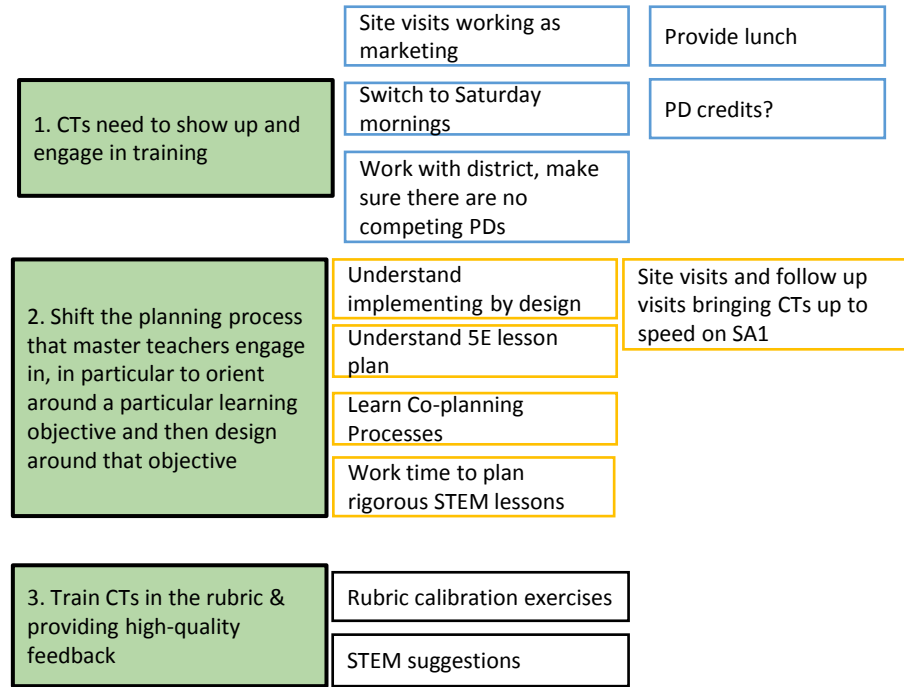 1. CTs need to show up and
engage in training
Site visits working as
marketing
Provide lunch
Switch to Saturday
mornings
PD credits?
Work with district, make
sure there are no
competing PDs
2. Shift the planning process
that master teachers engage
in, in particular to orient
around a particular learning
objective and then design
around that objective
Understand
implementing by design
Site visits and follow up
visits bringing CTs up to
speed on SA1
Understand 5E lesson
plan
Learn Co-planning
Processes
Work time to plan
rigorous STEM lessons
3. Train CTs in the rubric &
providing high-quality
feedback
Rubric calibration exercises
STEM suggestions